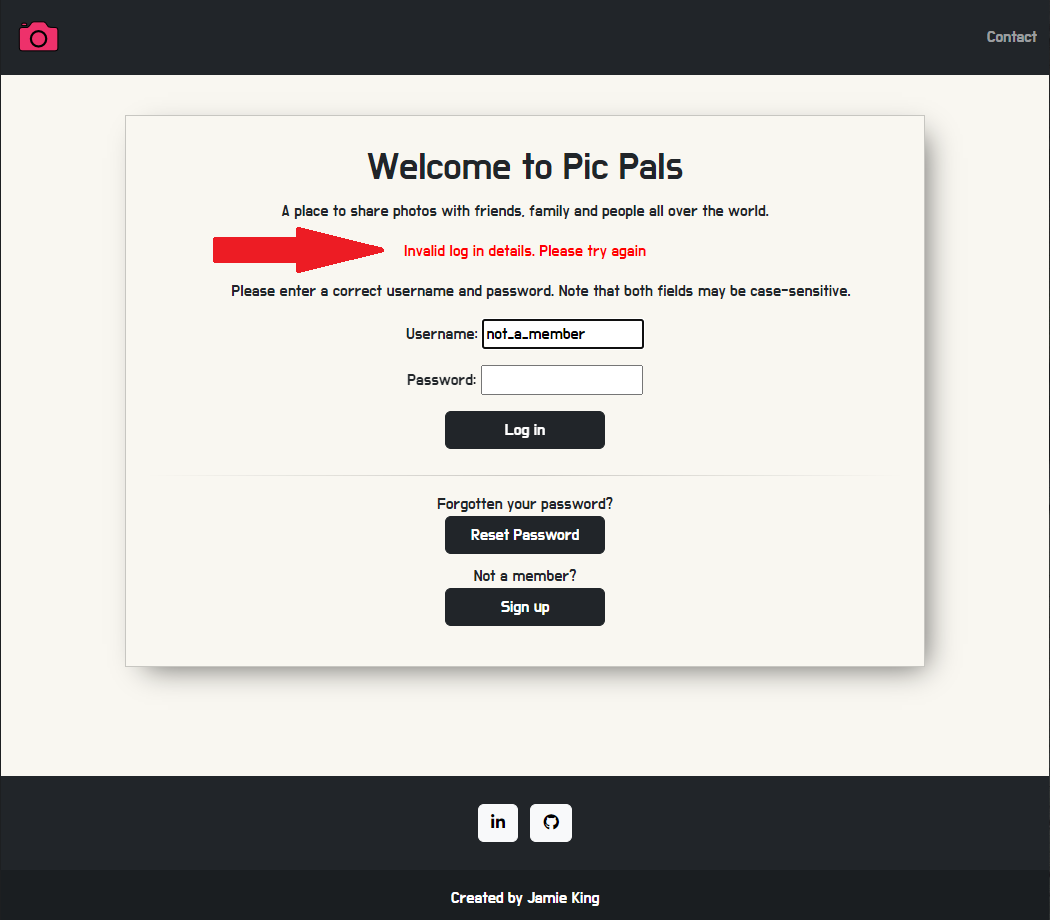 Contact
Welcome to Pic Pals
A place to share photos with friends, family and people all over the world.
Invalid log in details. Please try again
Please enter a correct username and password. Note that both fields may be case-sensitive.
Username: not_a_member
Password:
Log in
Forgotten your password?
Reset Password
Not a member?
Sign up
in
Created by Jamie King